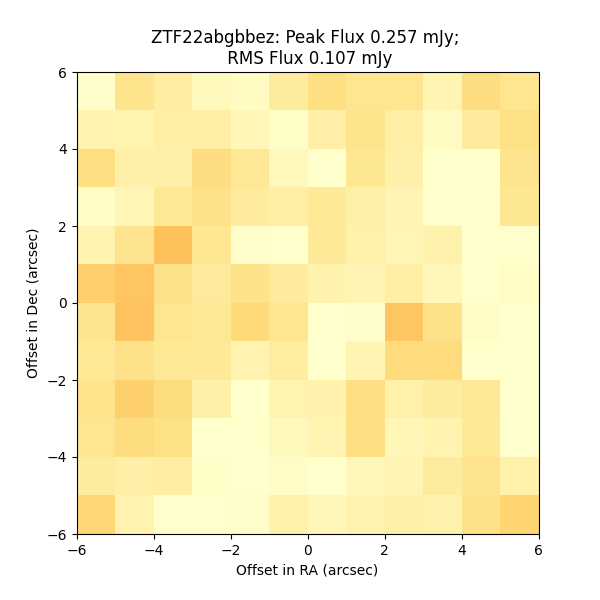 ZTF22abgbbez: Peak Flux 0.257 mJy;
RMS Flux 0.107 mJy
6
4
2
0
−2
−4
−6
Offset in Dec (arcsec)
−6 −4 −2 0 2 4 6
Offset in RA (arcsec)